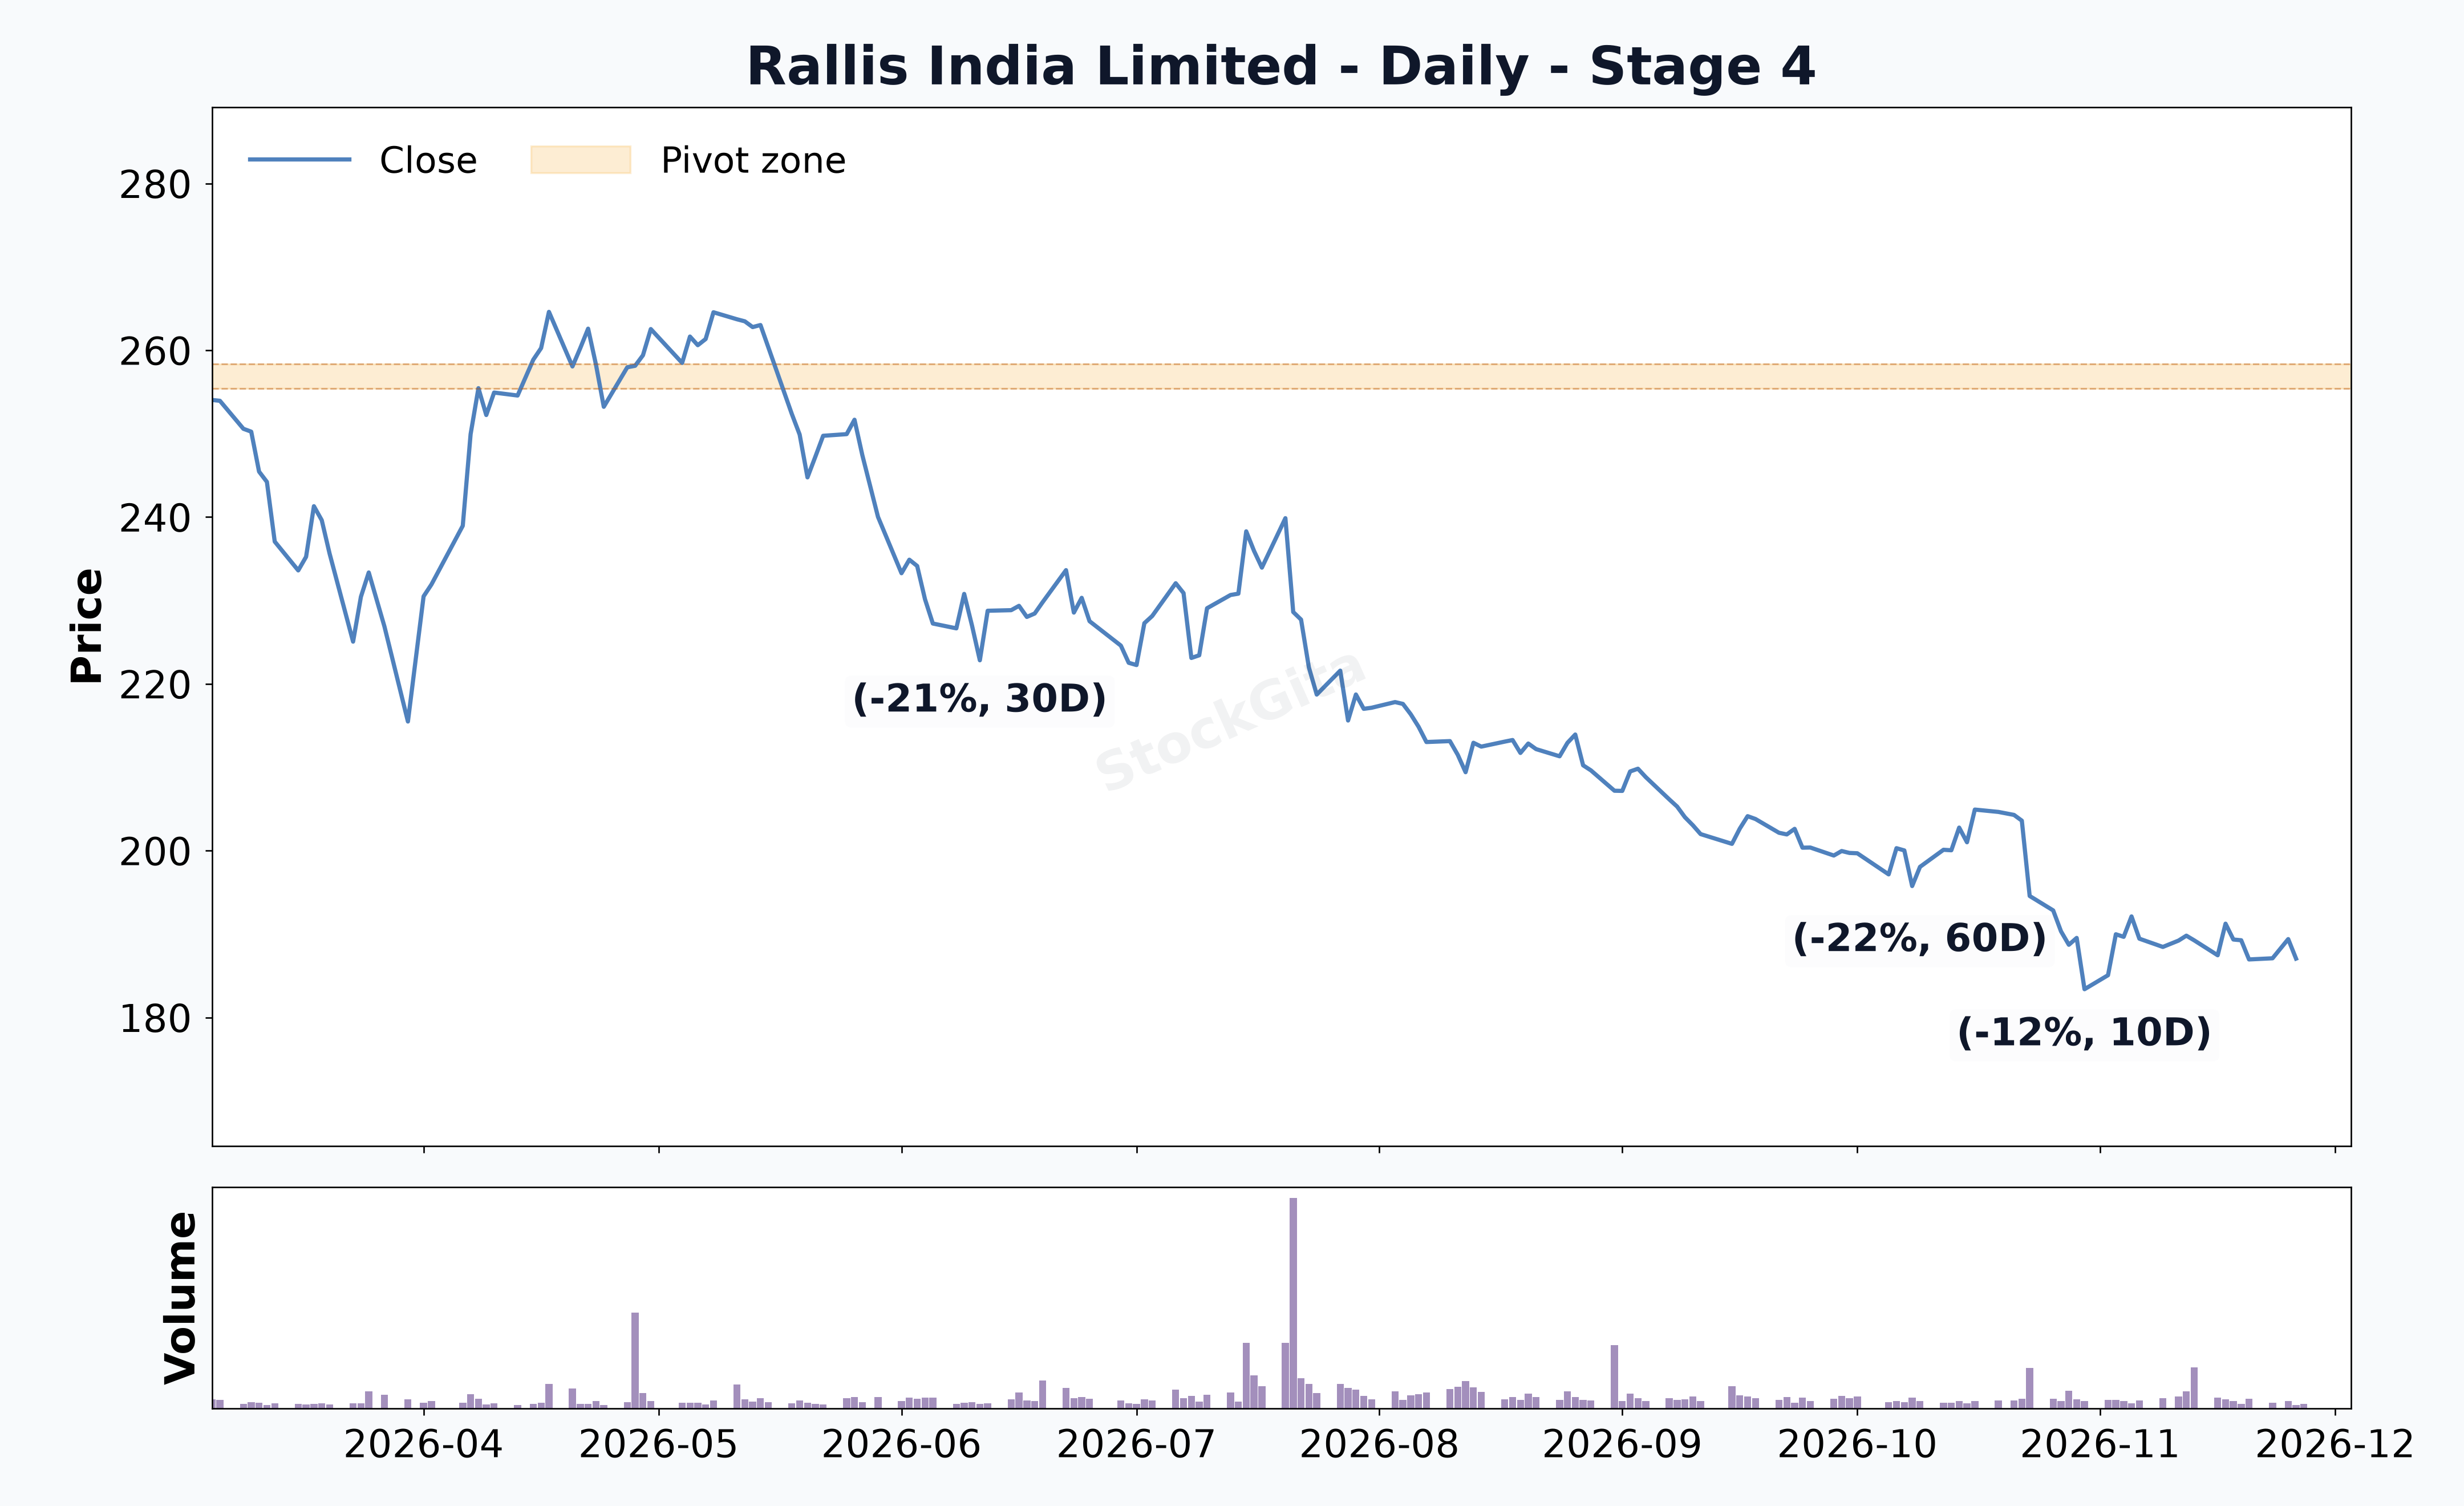 Rallis India Limited - Daily - Stage 4
Close
Pivot zone
280
260
240
220
200
180
Price
(-21%, 30D)
StockGita
(-22%, 60D)
(-12%, 10D)
Volume
2026-04
2026-05
2026-06
2026-07
2026-08
2026-09
2026-10
2026-11
2026-12